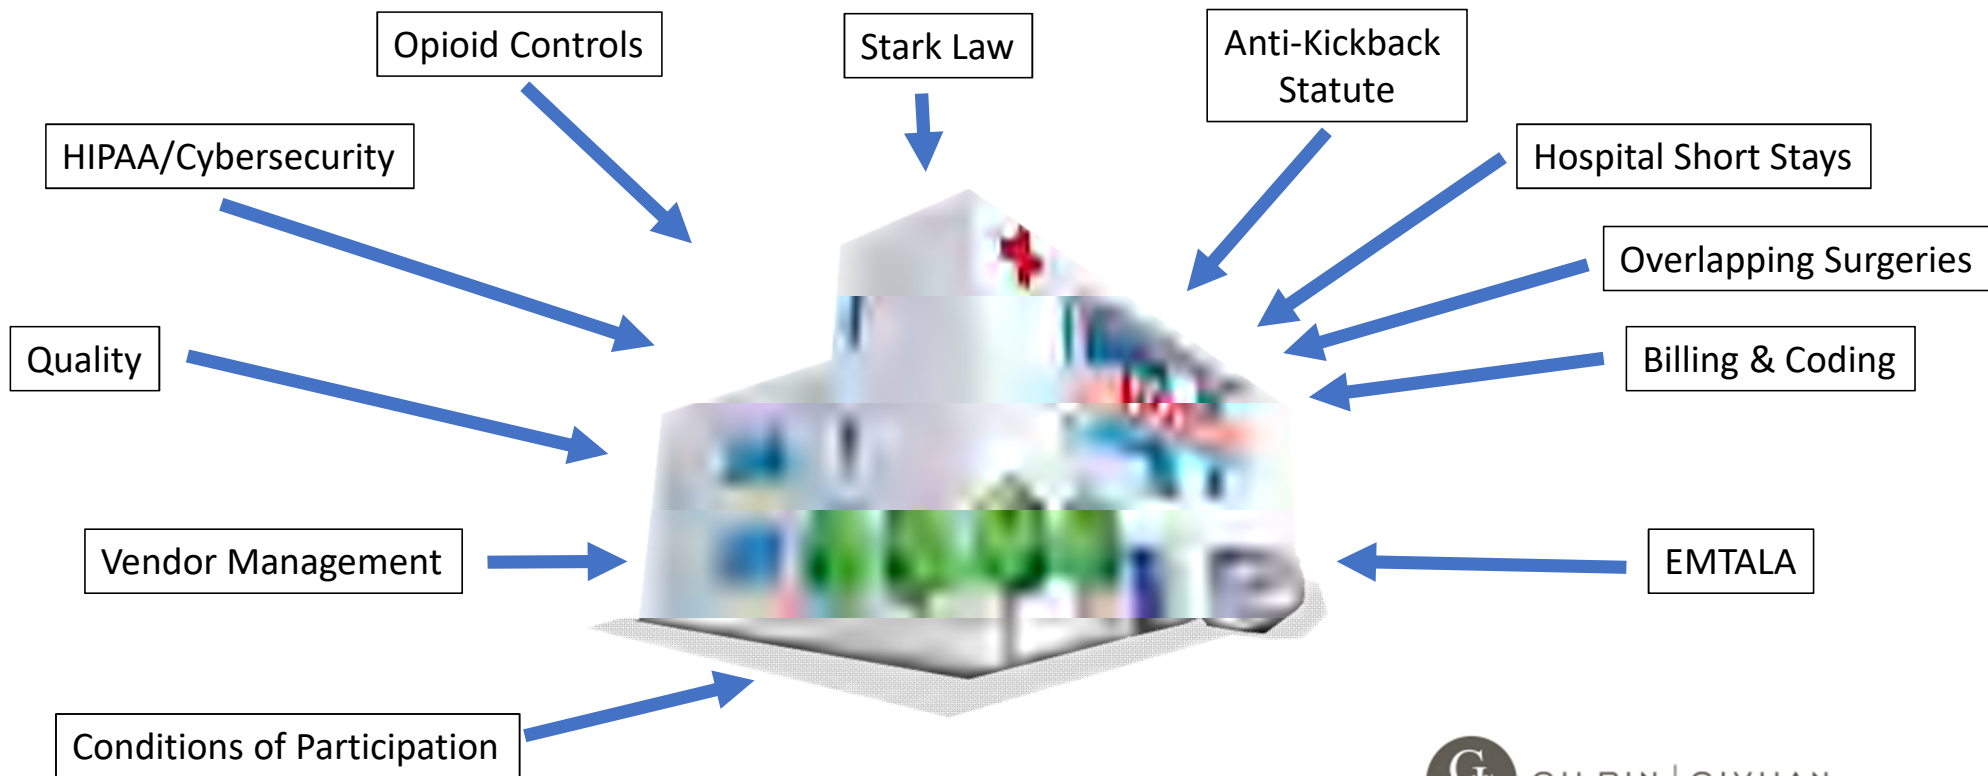 Opioid Controls
Stark Law
Anti-Kickback
Statute
HIPAA/Cybersecurity
Hospital Short Stays
Overlapping Surgeries
Quality
Billing & Coding
Vendor Management
EMTALA
Conditions of Participation